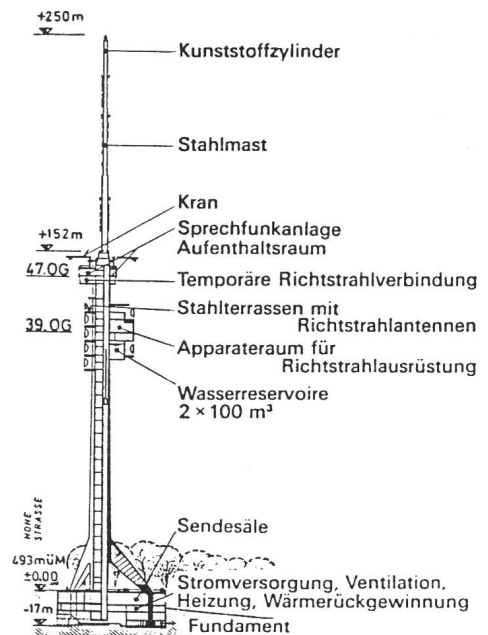 +250m
Kunststoffzylinder
Stahlmast
Kran
+152m
Sprechfunkanlage
Aufenthaltsraum
47.OG
Temporäre Richtstrahlverbindung
Stahlterrassen mit
Richtstrahlantennen
39.OG
Apparateraum für
Richtstrahlausrüstung
Wasserreservoire
2 × 100 m³
HOHE
STRASSE
Sendesäle
493müM
±0.00
Stromversorgung, Ventilation,
Heizung, Wärmerückgewinnung
-17m
Fundament